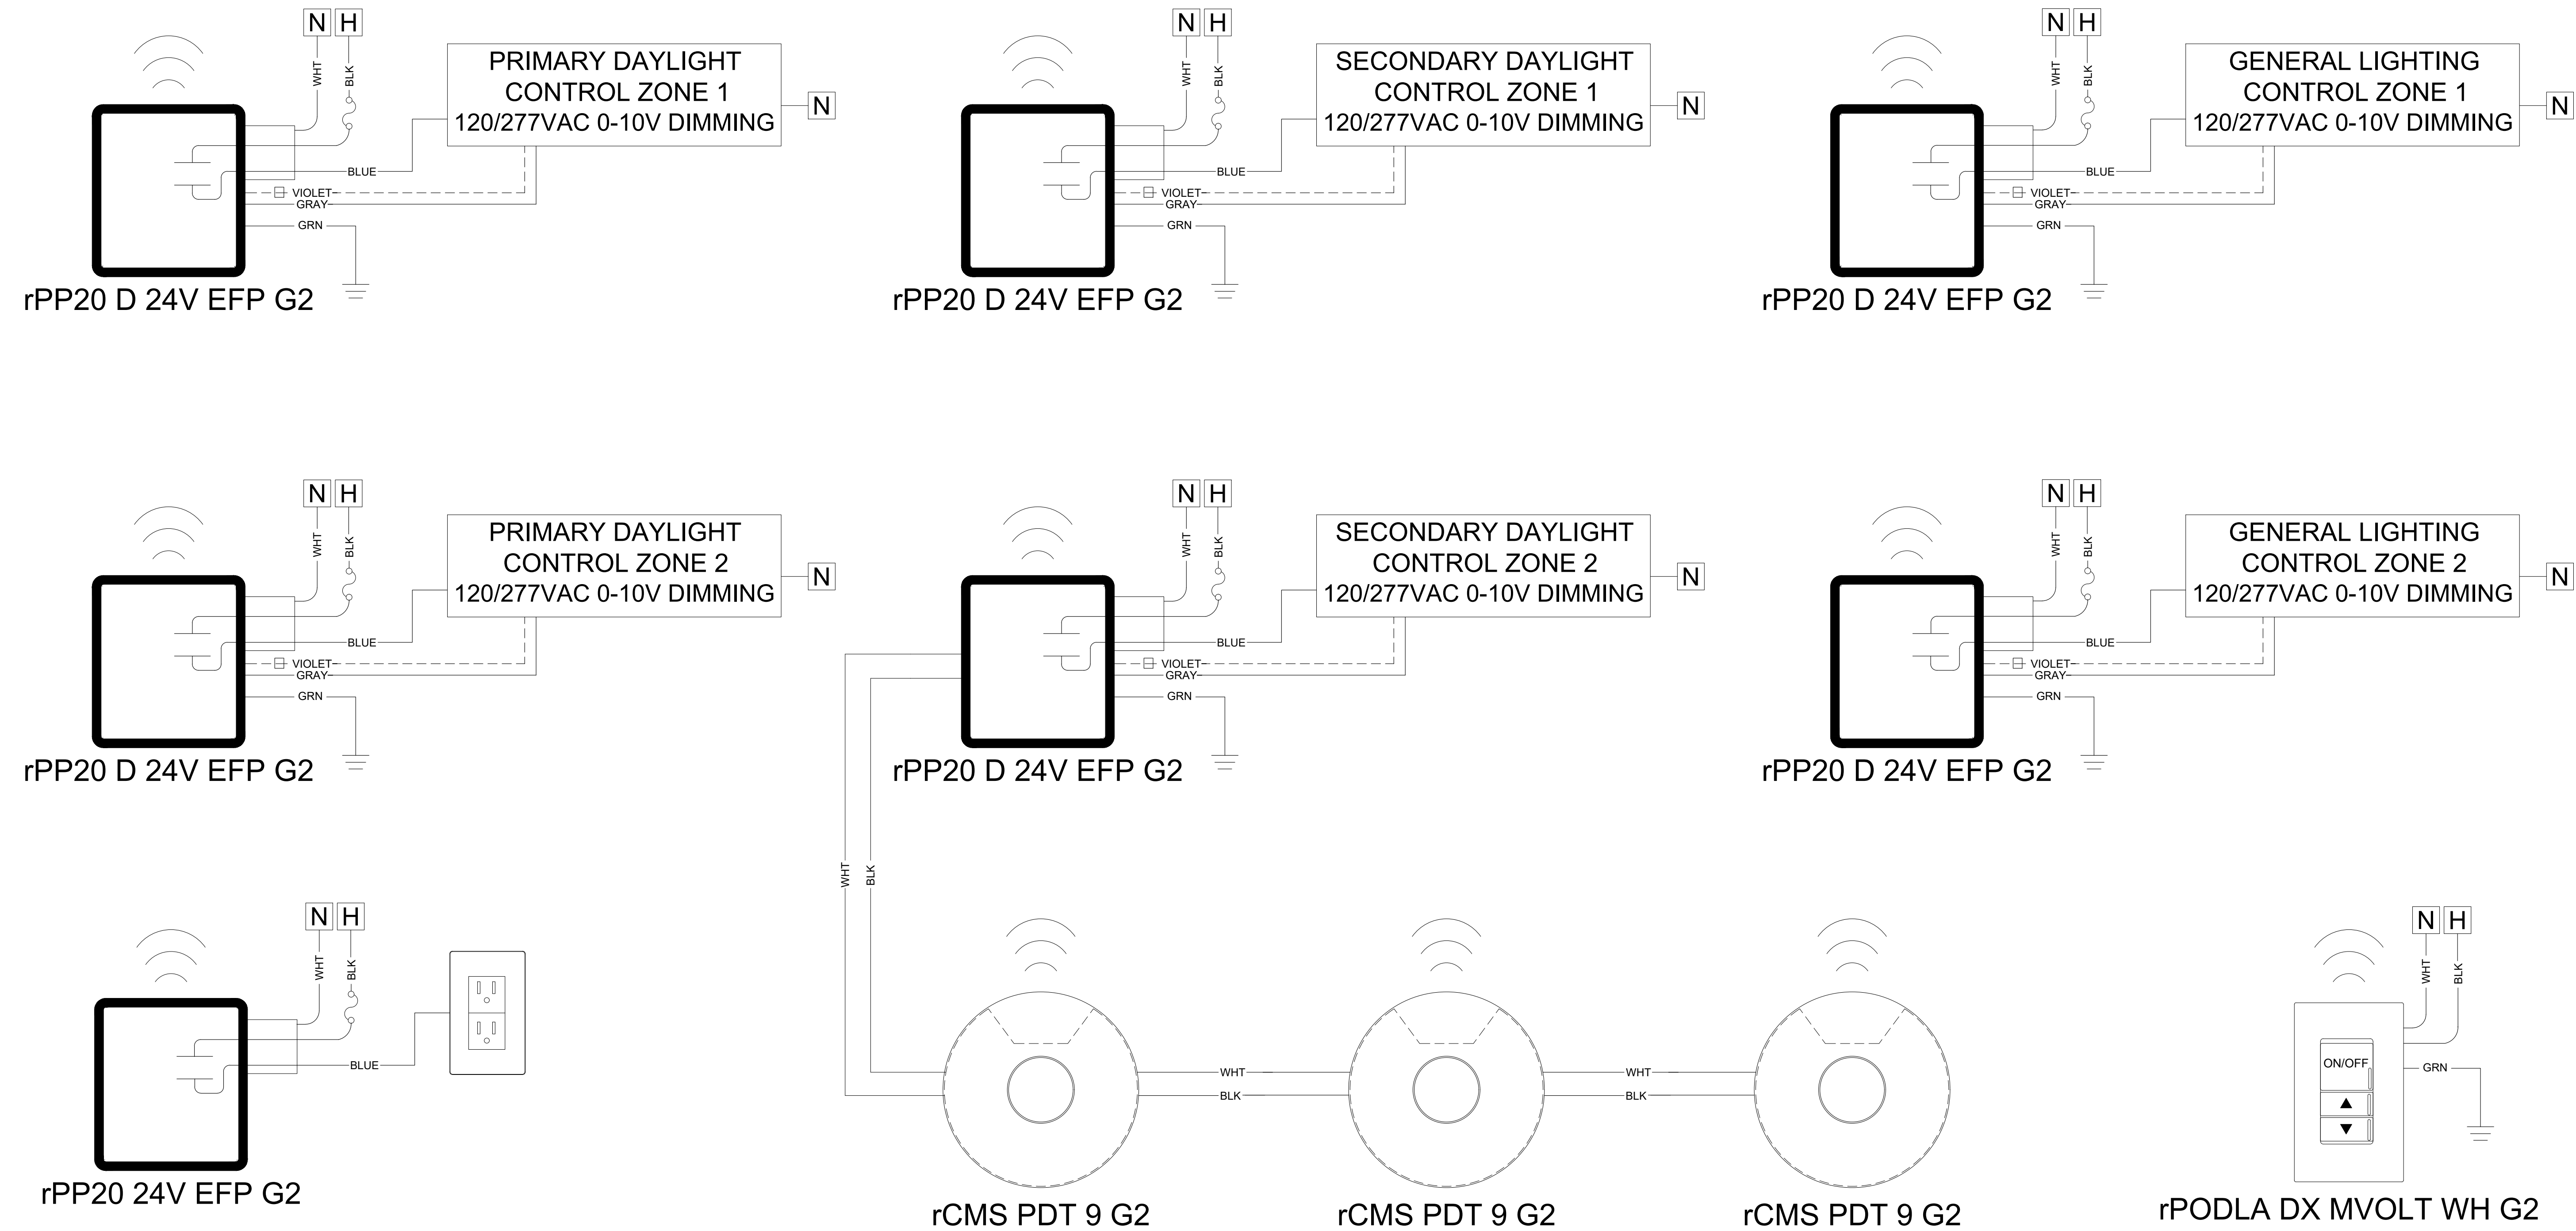 N H
WHT
BLK
PRIMARY DAYLIGHT
CONTROL ZONE 1
120/277VAC 0-10V DIMMING
N
BLUE
VIOLET
GRAY
GRN
rPP20 D 24V EFP G2
N H
WHT
BLK
SECONDARY DAYLIGHT
CONTROL ZONE 1
120/277VAC 0-10V DIMMING
N
BLUE
VIOLET
GRAY
GRN
rPP20 D 24V EFP G2
N H
WHT
BLK
GENERAL LIGHTING
CONTROL ZONE 1
120/277VAC 0-10V DIMMING
N
BLUE
VIOLET
GRAY
GRN
rPP20 D 24V EFP G2
N H
WHT
BLK
PRIMARY DAYLIGHT
CONTROL ZONE 2
120/277VAC 0-10V DIMMING
N
BLUE
VIOLET
GRAY
GRN
rPP20 D 24V EFP G2
N H
WHT
BLK
SECONDARY DAYLIGHT
CONTROL ZONE 2
120/277VAC 0-10V DIMMING
N
BLUE
VIOLET
GRAY
GRN
rPP20 D 24V EFP G2
N H
WHT
BLK
GENERAL LIGHTING
CONTROL ZONE 2
120/277VAC 0-10V DIMMING
N
BLUE
VIOLET
GRAY
GRN
rPP20 D 24V EFP G2
N H
WHT
BLK
BLUE
rPP20 24V EFP G2
WHT
BLK
WHT
BLK
WHT
BLK
rCMS PDT 9 G2
rCMS PDT 9 G2
rCMS PDT 9 G2
N H
WHT
BLK
ON/OFF
GRN
rPODLA DX MVOLT WH G2